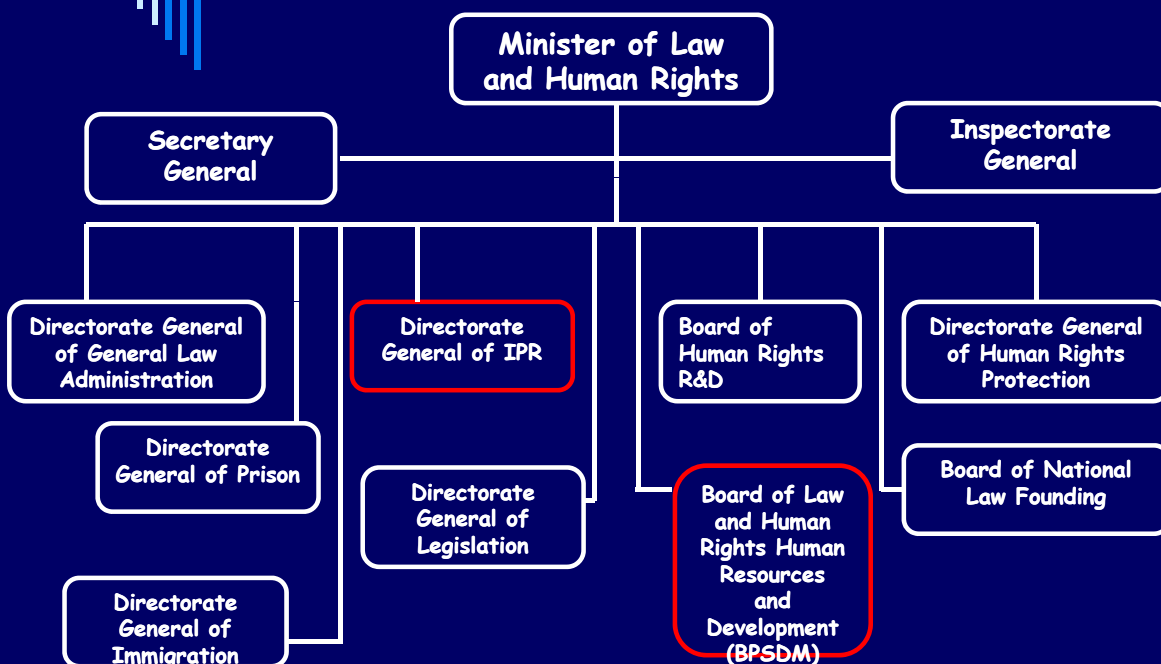 Minister of Law
and Human Rights
Secretary
General
Inspectorate
General
Directorate General
of General Law
Administration
Directorate
General of IPR
Board of
Human Rights
R&D
Directorate General
of Human Rights
Protection
Directorate
General of Prison
Directorate
General of
Legislation
Board of Law
and Human
Rights Human
Resources
and
Development
(BPSDM)
Board of National
Law Founding
Directorate
General of
Immigration